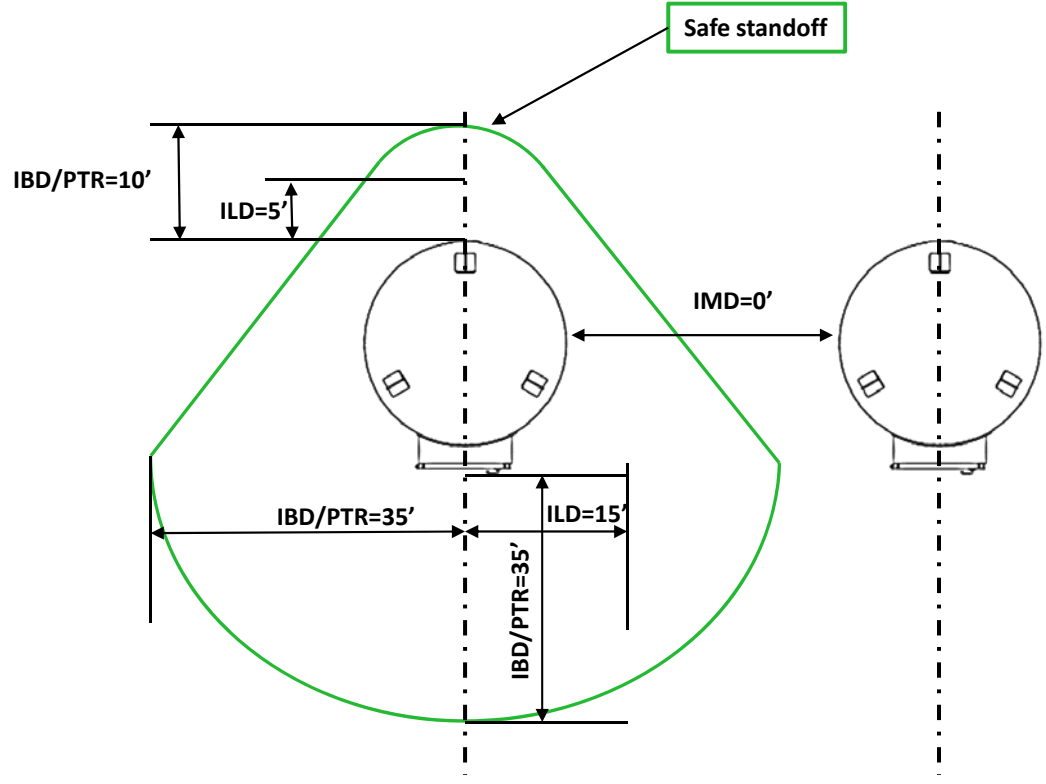 Safe standoff
IBD/PTR=10’
ILD=5’
IMD=0’
IBD/PTR=35’
ILD=15’
IBD/PTR=35’